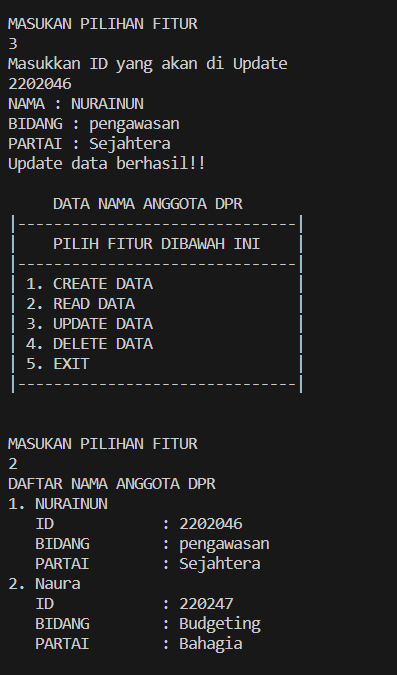 MASUKAN PILIHAN FITUR
3
Masukkan ID yang akan di Update
2202046
NAMA : NURAINUN
BIDANG : pengawasan
PARTAI : Sejahtera
Update data berhasil!!
DATA NAMA ANGGOTA DPR
|-------------------------------|
|    PILIH FITUR DIBAWAH INI    |
|-------------------------------|
| 1. CREATE DATA                |
| 2. READ DATA                  |
| 3. UPDATE DATA                |
| 4. DELETE DATA                |
| 5. EXIT                       |
|-------------------------------|
MASUKAN PILIHAN FITUR
2
DAFTAR NAMA ANGGOTA DPR
1. NURAINUN
ID            : 2202046
BIDANG        : pengawasan
PARTAI        : Sejahtera
2. Naura
ID            : 220247
BIDANG        : Budgeting
PARTAI        : Bahagia